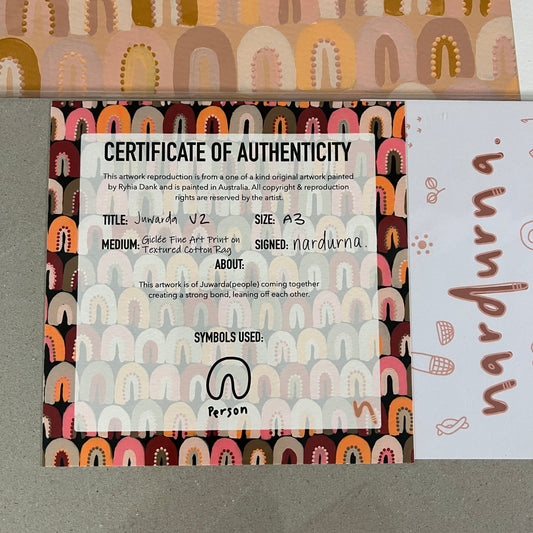 CERTIFICATE OF AUTHENTICITY
This artwork reproduction is from a one of a kind original artwork painted
by Ryhia Dank and is painted in Australia. All copyright & reproduction
rights are reserved by the artist.
TITLE: Juwarda V2 SIZE: A3
MEDIUM: Giclée Fine Art Print on
Textured Cotton Rag
SIGNED: nardurna.
ABOUT:
This artwork is of Juwarda(people) coming together
creating a strong bond, leaning off each other.
SYMBOLS USED:
Person
n
nardurna.